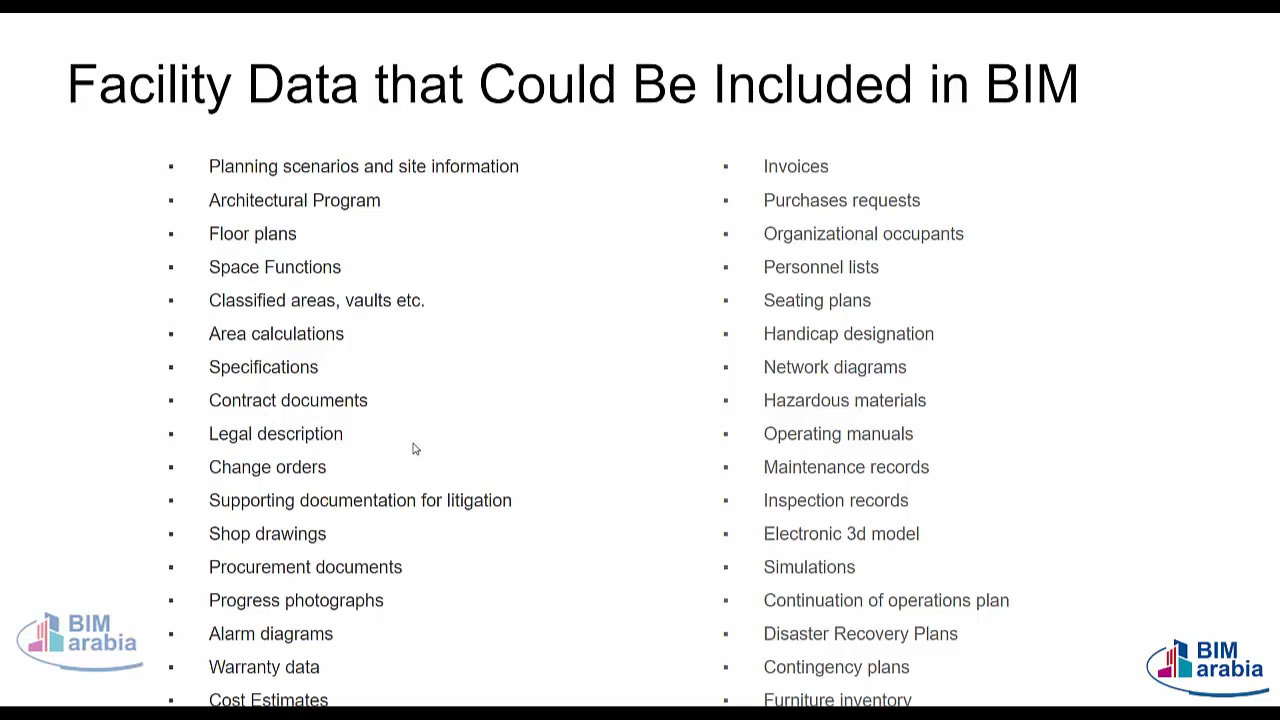 Facility Data that Could Be Included in BIM
▪ Planning scenarios and site information
▪ Architectural Program
▪ Floor plans
▪ Space Functions
▪ Classified areas, vaults etc.
▪ Area calculations
▪ Specifications
▪ Contract documents
▪ Legal description
▪ Change orders
▪ Supporting documentation for litigation
▪ Shop drawings
▪ Procurement documents
▪ Progress photographs
▪ Alarm diagrams
▪ Warranty data
▪ Cost Estimates
▪ Invoices
▪ Purchases requests
▪ Organizational occupants
▪ Personnel lists
▪ Seating plans
▪ Handicap designation
▪ Network diagrams
▪ Hazardous materials
▪ Operating manuals
▪ Maintenance records
▪ Inspection records
▪ Electronic 3d model
▪ Simulations
▪ Continuation of operations plan
▪ Disaster Recovery Plans
▪ Contingency plans
▪ Furniture inventory
BIM
arabia
BIM
arabia